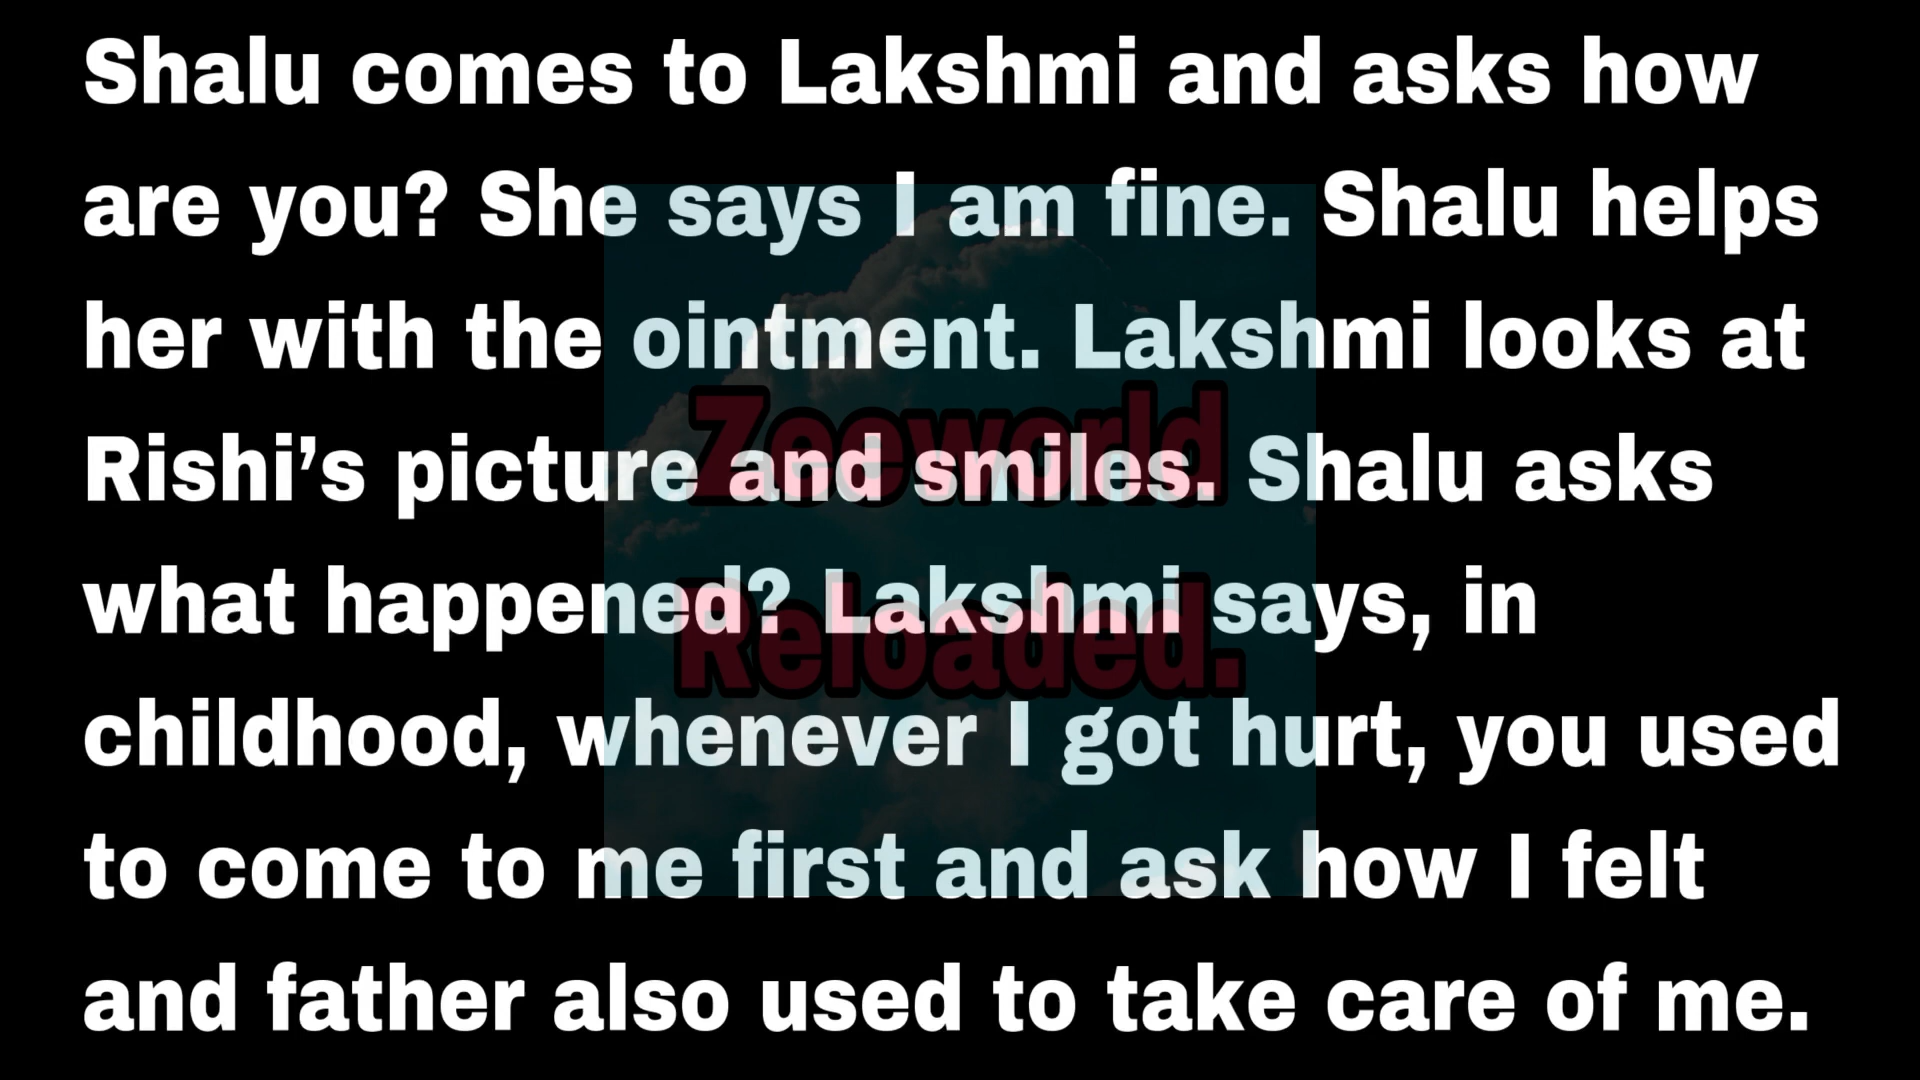 Shalu comes to Lakshmi and asks how
are you? She says I am fine. Shalu helps
her with the ointment. Lakshmi looks at
Rishi’s picture and smiles. Shalu asks
what happened? Lakshmi says, in
childhood, whenever I got hurt, you used
to come to me first and ask how I felt
and father also used to take care of me.
Zeeworld
Reloaded.